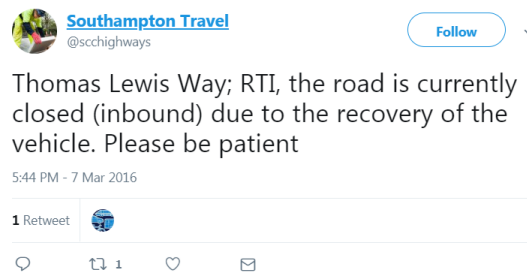 Southampton Travel
@scchighways
Follow
Thomas Lewis Way; RTI, the road is currently
closed (inbound) due to the recovery of the
vehicle. Please be patient
5:44 PM - 7 Mar 2016
1 Retweet
1